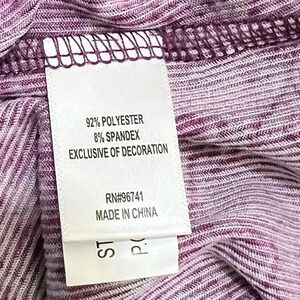 92% POLYESTER
8% SPANDEX
EXCLUSIVE OF DECORATION
RN#96741
MADE IN CHINA